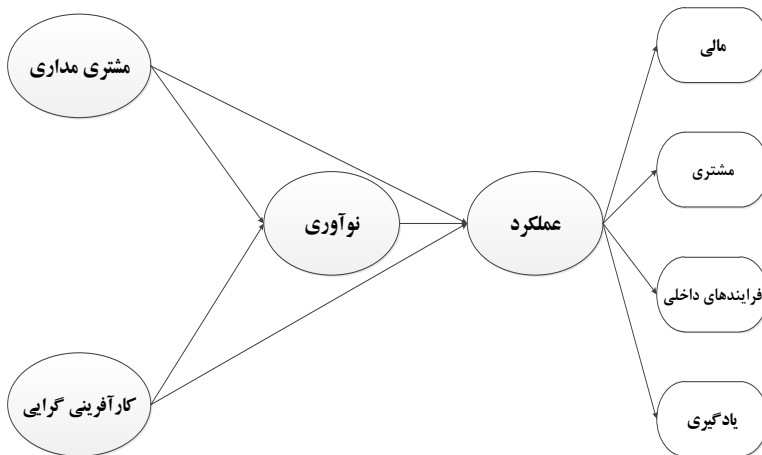 مالی
مشتری مداری
مشتری
نوآوری
عملکرد
فرایندهای داخلی
کارآفرینی گرایی
یادگیری